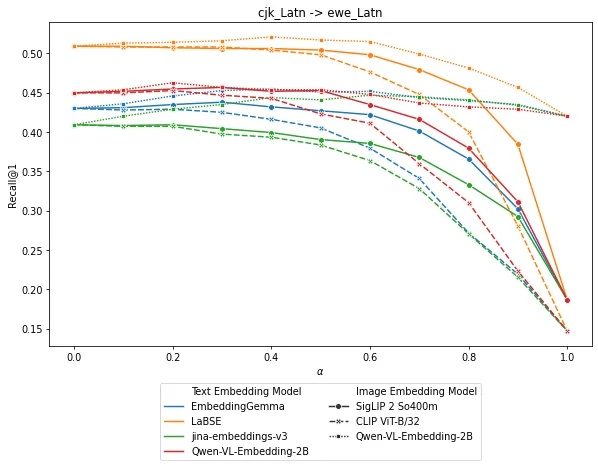 cjk_Latn -> ewe_Latn
Recall@1
0.50
0.45
0.40
0.35
0.30
0.25
0.20
0.15
0.0 0.2 0.4 0.6 0.8 1.0
α
Text Embedding Model
EmbeddingGemma
LaBSE
jina-embeddings-v3
Qwen-VL-Embedding-2B
Image Embedding Model
SigLIP 2 So400m
CLIP ViT-B/32
Qwen-VL-Embedding-2B